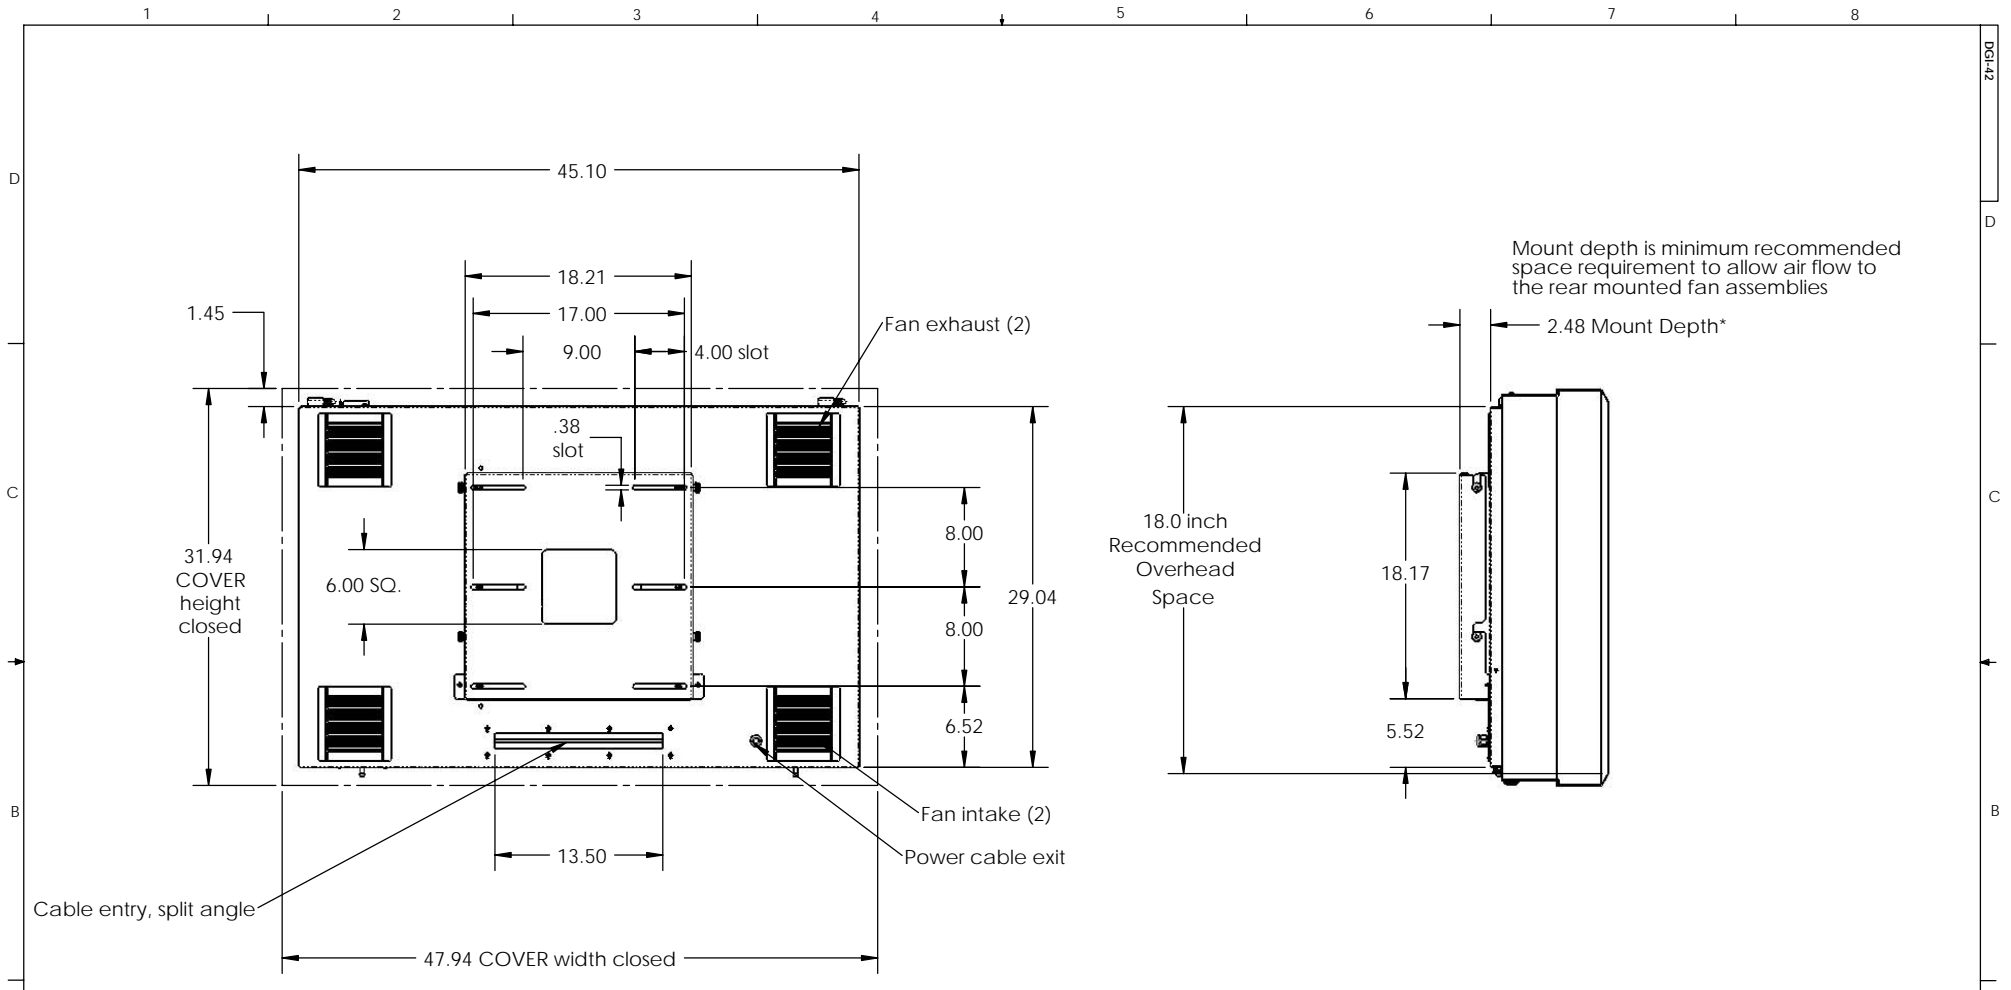 1 2 3 4 5 6 7 8
DGI-42
D
D
45.10
Mount depth is minimum recommended
space requirement to allow air flow to
the rear mounted fan assemblies
18.21
1.45
17.00
Fan exhaust (2)
2.48 Mount Depth*
9.00
4.00 slot
.38
slot
C
C
8.00
18.0 inch
Recommended
Overhead
Space
31.94
COVER
height
closed
6.00 SQ.
18.17
29.04
8.00
6.52
5.52
B
B
Fan intake (2)
13.50
Power cable exit
Cable entry, split angle
47.94 COVER width closed